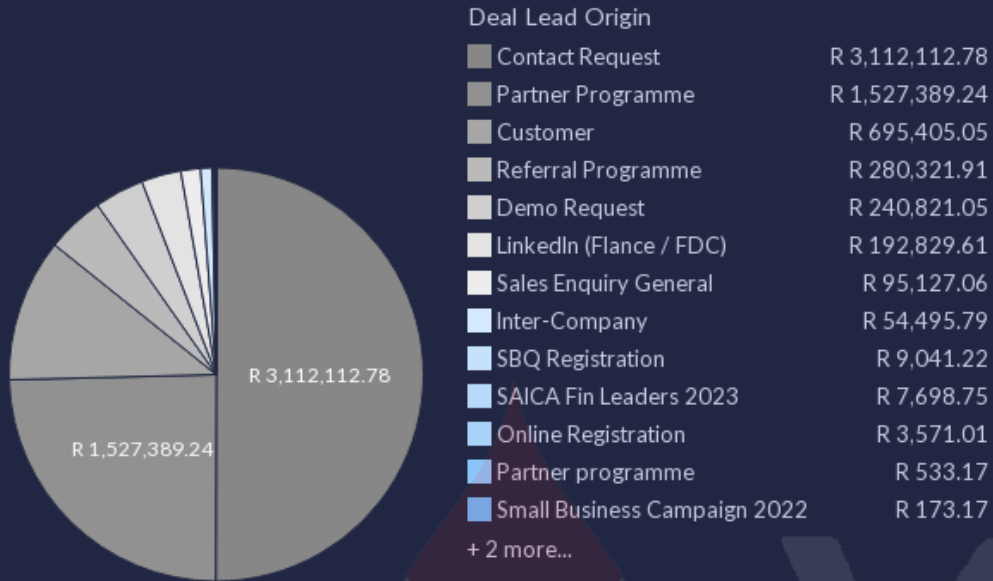 Deal Lead Origin
Contact Request R 3,112,112.78
Partner Programme R 1,527,389.24
Customer R 695,405.05
Referral Programme R 280,321.91
Demo Request R 240,821.05
LinkedIn (Flance / FDC) R 192,829.61
Sales Enquiry General R 95,127.06
Inter-Company R 54,495.79
SBQ Registration R 9,041.22
SAICA Fin Leaders 2023 R 7,698.75
Online Registration R 3,571.01
Partner programme R 533.17
Small Business Campaign 2022 R 173.17
+ 2 more...
R 3,112,112.78
R 1,527,389.24